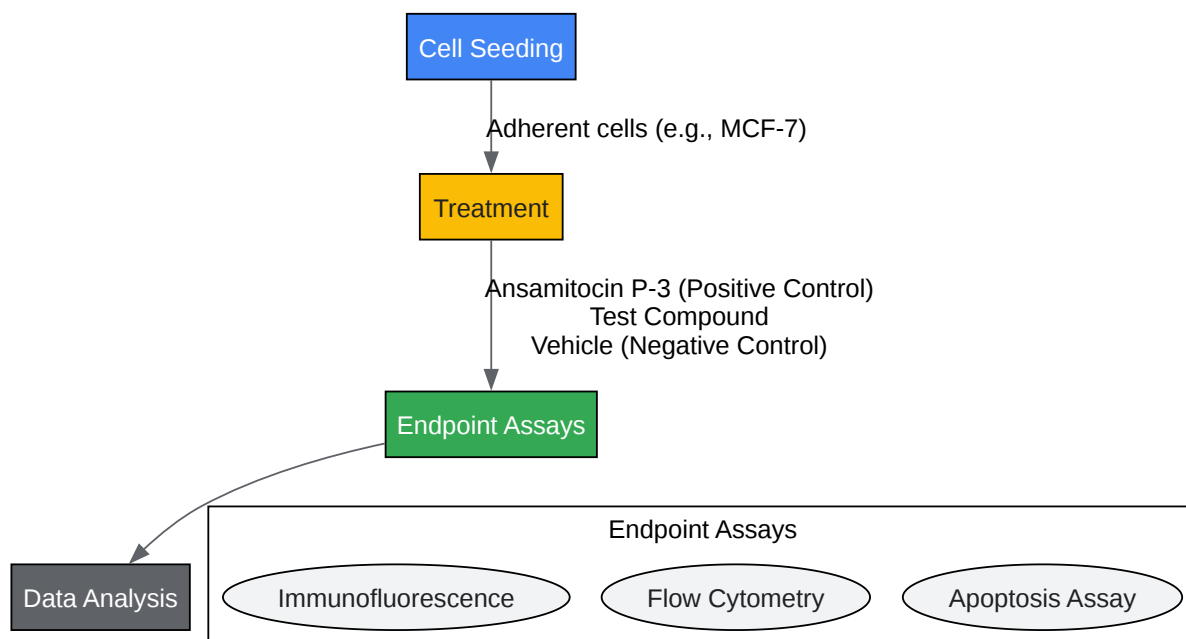 Cell Seeding
Adherent cells (e.g., MCF-7)
Treatment
Ansamitocin P-3 (Positive Control)
Test Compound
Vehicle (Negative Control)
Endpoint Assays
Endpoint Assays
Data Analysis
Immunofluorescence
Flow Cytometry
Apoptosis Assay